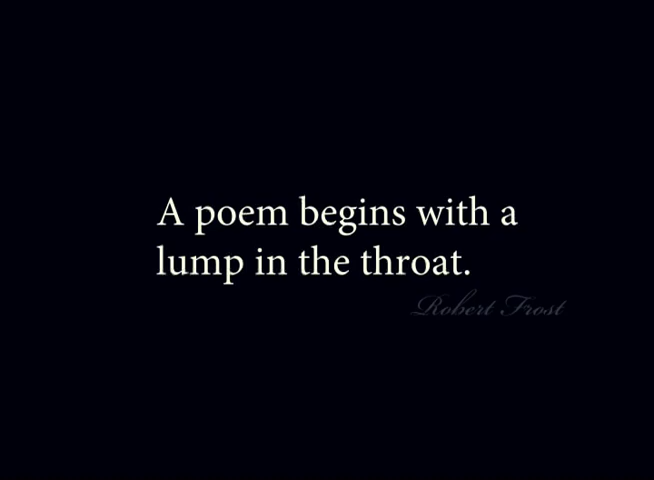 A poem begins with a
lump in the throat.
Robert Frost